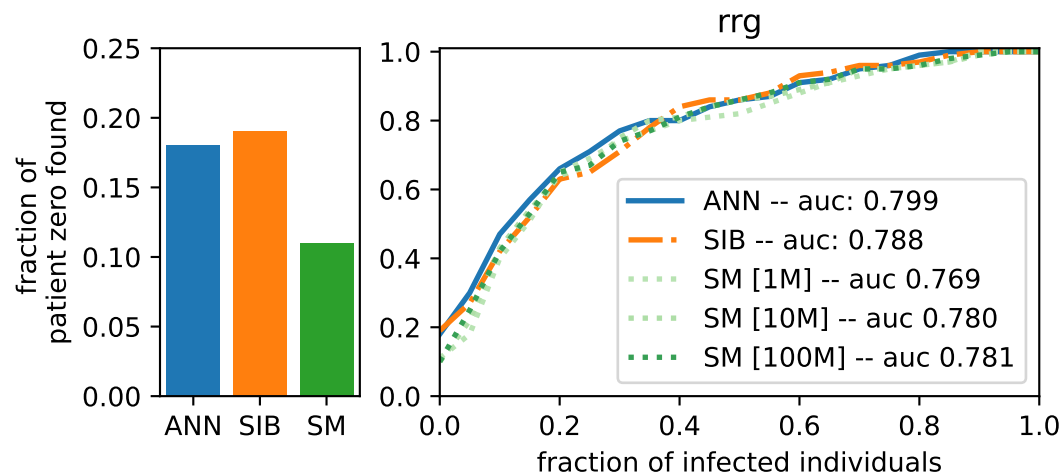 rrg
fraction of
patient zero found
0.25
0.20
0.15
0.10
0.05
0.00
ANN SIB SM
1.0
0.8
0.6
0.4
0.2
0.0
ANN -- auc: 0.799
SIB -- auc: 0.788
SM [1M] -- auc 0.769
SM [10M] -- auc 0.780
SM [100M] -- auc 0.781
0.0 0.2 0.4 0.6 0.8 1.0
fraction of infected individuals